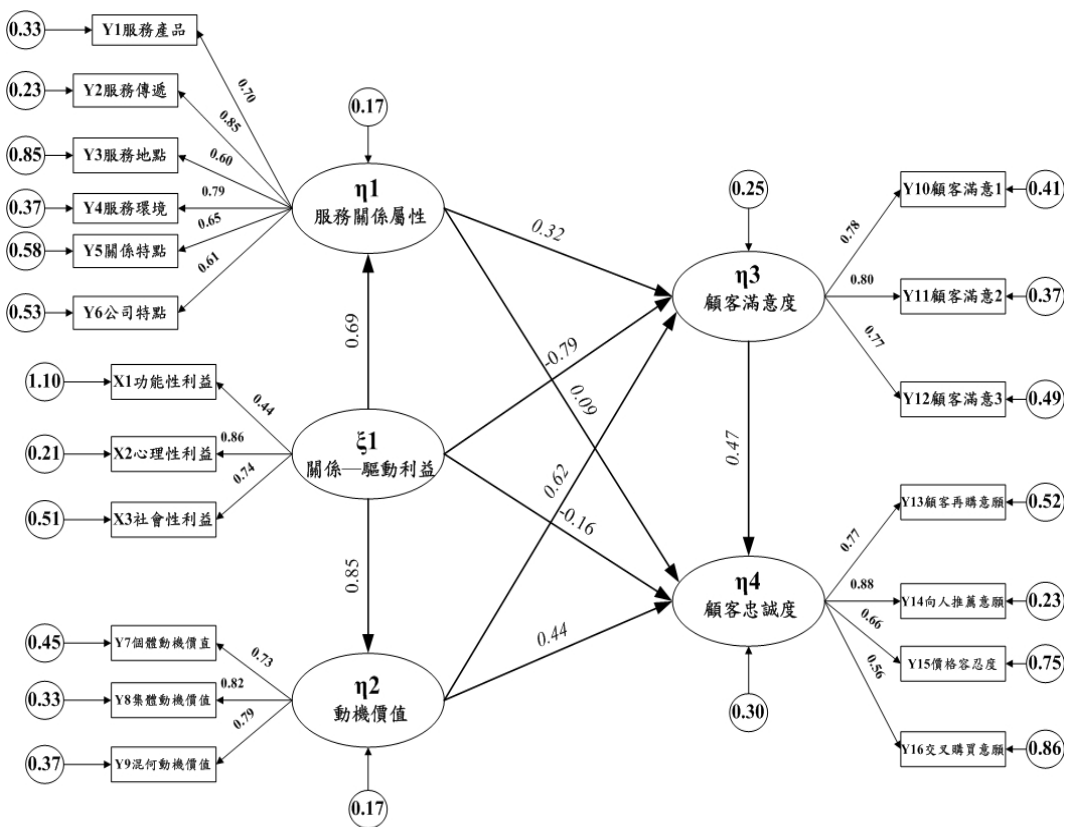 0.33
Y1服務產品
0.70
0.23
Y2服務傳遞
0.85
0.85
Y3服務地點
0.60
0.37
Y4服務環境
0.79
0.58
Y5關係特點
0.65
0.53
Y6公司特點
0.61
0.17
η1
服務關係屬性
0.69
1.10
X1功能性利益
0.44
0.21
X2心理性利益
0.86
0.51
X3社會性利益
0.74
ξ1
關係—驅動利益
0.85
0.45
Y7個體動機價直
0.73
0.33
Y8集體動機價值
0.82
0.37
Y9混何動機價值
0.79
η2
動機價值
0.17
0.32
-0.79
0.09
0.62
-0.16
0.44
0.25
η3
顧客滿意度
0.47
η4
顧客忠誠度
0.30
0.78
Y10顧客滿意1
0.41
0.80
Y11顧客滿意2
0.37
0.77
Y12顧客滿意3
0.49
0.77
Y13顧客再購意願
0.52
0.88
Y14向人推薦意願
0.23
0.66
Y15價格容忍度
0.75
0.56
Y16交叉購買意願
0.86